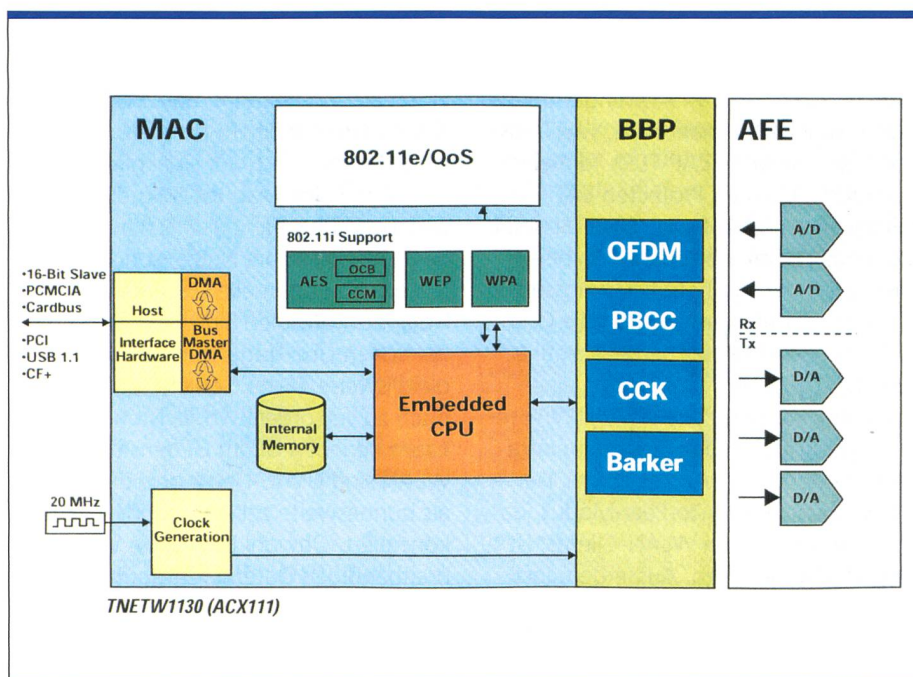 MAC
BBP
AFE
802.11e/QoS
802.11i Support
AES
OCB
CCM
WEP
WPA
•16-Bit Slave
•PCMCIA
•Cardbus
•PCI
•USB 1.1
•CF+
Host
Interface
Hardware
DMA
Bus
Master
DMA
Embedded
CPU
Internal
Memory
20 MHz
Clock
Generation
OFDM
PBCC
CCK
Barker
A/D
A/D
Rx
Tx
D/A
D/A
D/A
TNETW1130 (ACX111)